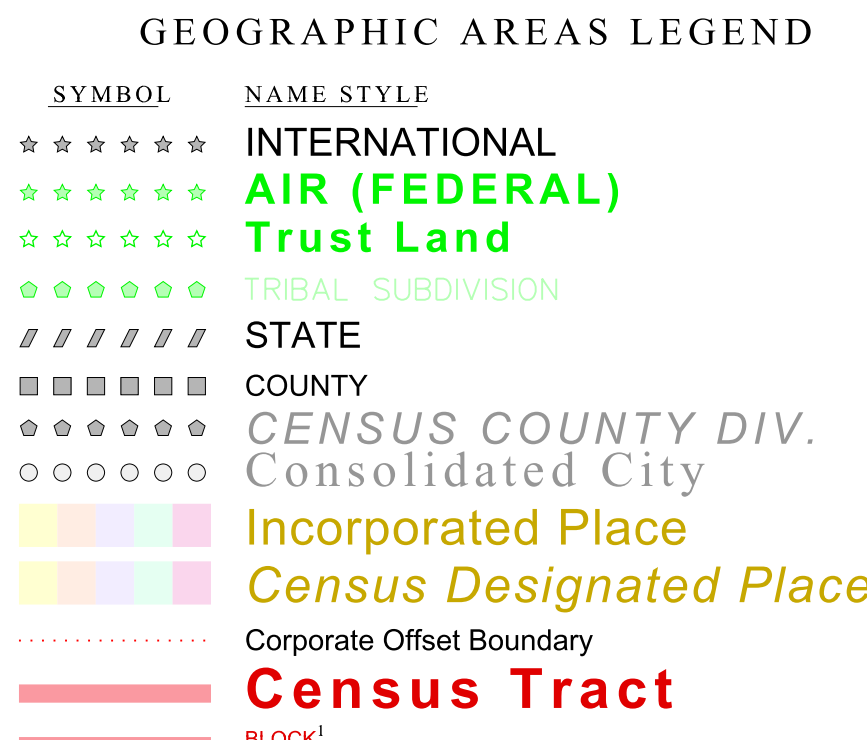 GEOGRAPHIC AREAS LEGEND
SYMBOL NAME STYLE
INTERNATIONAL
AIR (FEDERAL)
Trust Land
TRIBAL SUBDIVISION
STATE
COUNTY
CENSUS COUNTY DIV.
Consolidated City
Incorporated Place
Census Designated Place
Corporate Offset Boundary
Census Tract
BLOCK¹